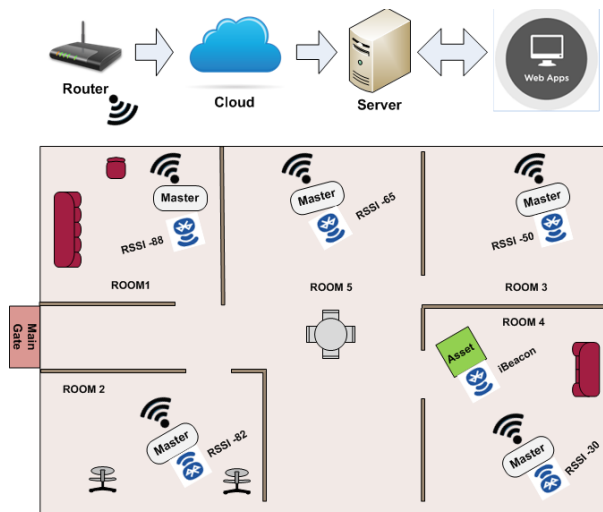 Router
Cloud
Server
Web Apps
Master
RSSI -88
ROOM1
Master
RSSI -65
ROOM 5
Master
RSSI -50
ROOM 3
Main
Gate
ROOM 4
Asset
iBeacon
ROOM 2
Master
RSSI -82
Master
RSSI -30